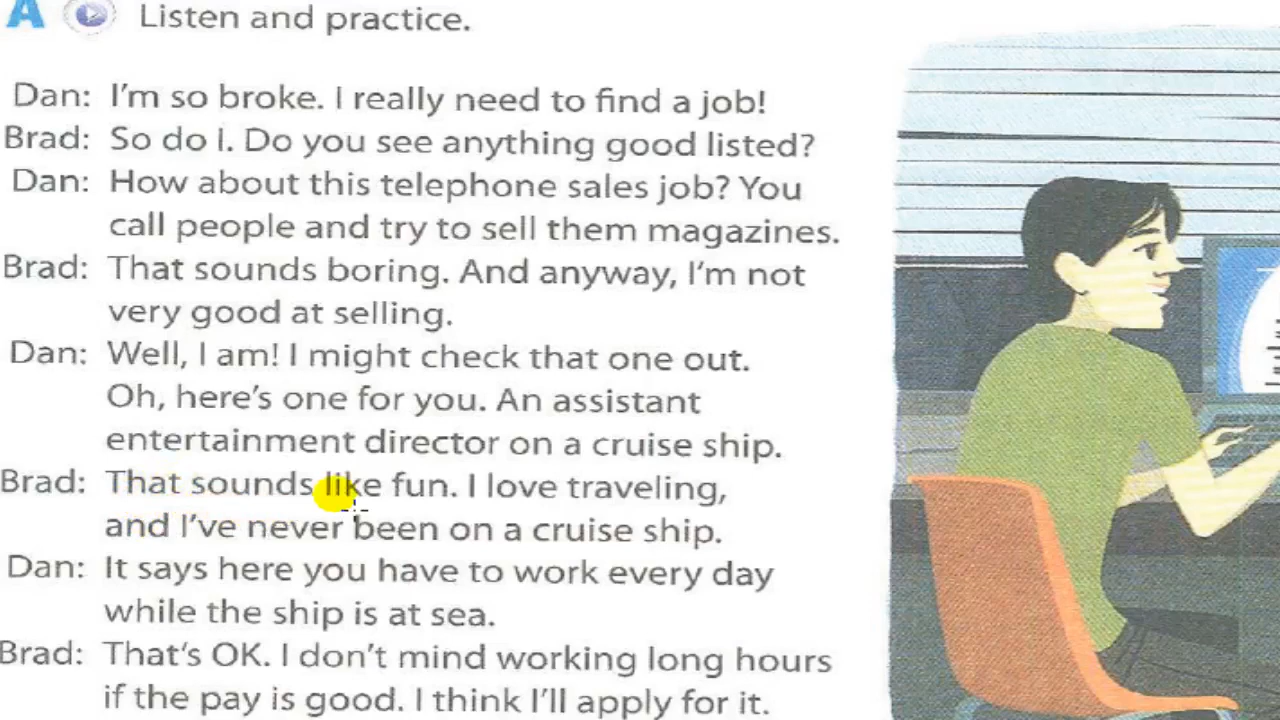 A Listen and practice.
Dan: I'm so broke. I really need to find a job!
Brad: So do I. Do you see anything good listed?
Dan: How about this telephone sales job? You
call people and try to sell them magazines.
Brad: That sounds boring. And anyway, I'm not
very good at selling.
Dan: Well, I am! I might check that one out.
Oh, here's one for you. An assistant
entertainment director on a cruise ship.
Brad: That sounds like fun. I love traveling,
and I've never been on a cruise ship.
Dan: It says here you have to work every day
while the ship is at sea.
Brad: That's OK. I don't mind working long hours
if the pay is good. I think I'll apply for it.